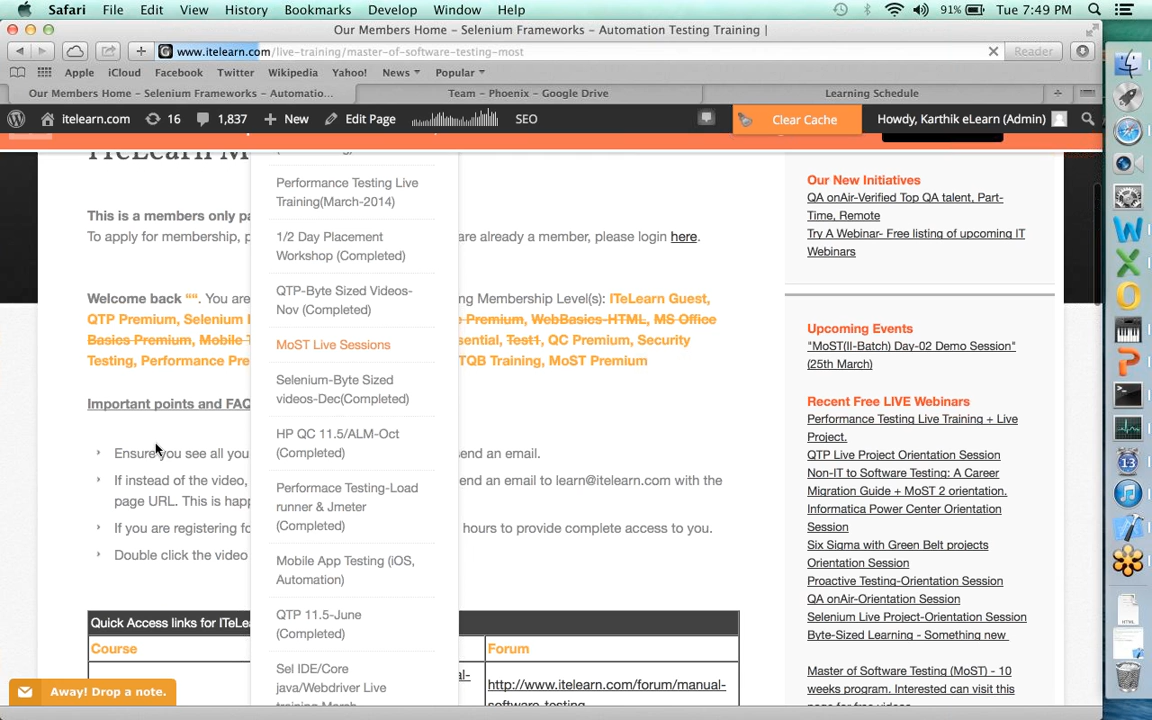 Safari File Edit View History Bookmarks Develop Window Help 91% Tue 7:49 PM
Our Members Home – Selenium Frameworks – Automation Testing Training |
www.itelearn.com/live-training/master-of-software-testing-most Reader
Apple iCloud Facebook Twitter Wikipedia Yahoo! News Popular
Our Members Home – Selenium Frameworks – Automatio... Team – Phoenix – Google Drive Learning Schedule
itelearn.com 16 1,837 New Edit Page SEO Clear Cache Howdy, Karthik eLearn (Admin)
Performance Testing Live
Training(March-2014)
1/2 Day Placement
Workshop (Completed)
QTP-Byte Sized Videos-
Nov (Completed)
MoST Live Sessions
Selenium-Byte Sized
videos-Dec(Completed)
HP QC 11.5/ALM-Oct
(Completed)
Performace Testing-Load
runner & Jmeter
(Completed)
Mobile App Testing (iOS,
Automation)
QTP 11.5-June
(Completed)
Sel IDE/Core
java/Webdriver Live
This is a members only pa
To apply for membership, p are already a member, please login here.
Welcome back "". You are ng Membership Level(s): ITeLearn Guest,
QTP Premium, Selenium Premium, WebBasics-HTML, MS Office
Basics Premium, Mobile T sential, Test1, QC Premium, Security
Testing, Performance Pre TQB Training, MoST Premium
Important points and FAQ
Ensure you see all you send an email.
If instead of the video, end an email to learn@itelearn.com with the
page URL. This is hap
If you are registering fo hours to provide complete access to you.
Double click the video
Quick Access links for ITeLea
Course Forum
http://www.itelearn.com/forum/manual-
software-testing
Away! Drop a note.
Our New Initiatives
QA onAir-Verified Top QA talent, Part-
Time, Remote
Try A Webinar- Free listing of upcoming IT
Webinars
Upcoming Events
"MoST(II-Batch) Day-02 Demo Session"
(25th March)
Recent Free LIVE Webinars
Performance Testing Live Training + Live
Project.
QTP Live Project Orientation Session
Non-IT to Software Testing: A Career
Migration Guide + MoST 2 orientation.
Informatica Power Center Orientation
Session
Six Sigma with Green Belt projects
Orientation Session
Proactive Testing-Orientation Session
QA onAir-Orientation Session
Selenium Live Project-Orientation Session
Byte-Sized Learning - Something new
Master of Software Testing (MoST) - 10
weeks program. Interested can visit this